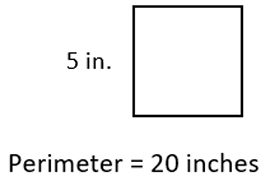 5 in.
Perimeter = 20 inches